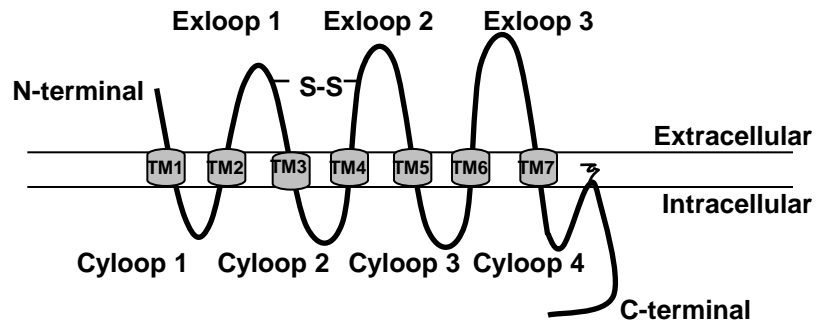 Exloop 1 Exloop 2 Exloop 3
N-terminal S-S
Extracellular
TM1 TM2 TM3 TM4 TM5 TM6 TM7
Intracellular
Cyloop 1 Cyloop 2 Cyloop 3 Cyloop 4
C-terminal